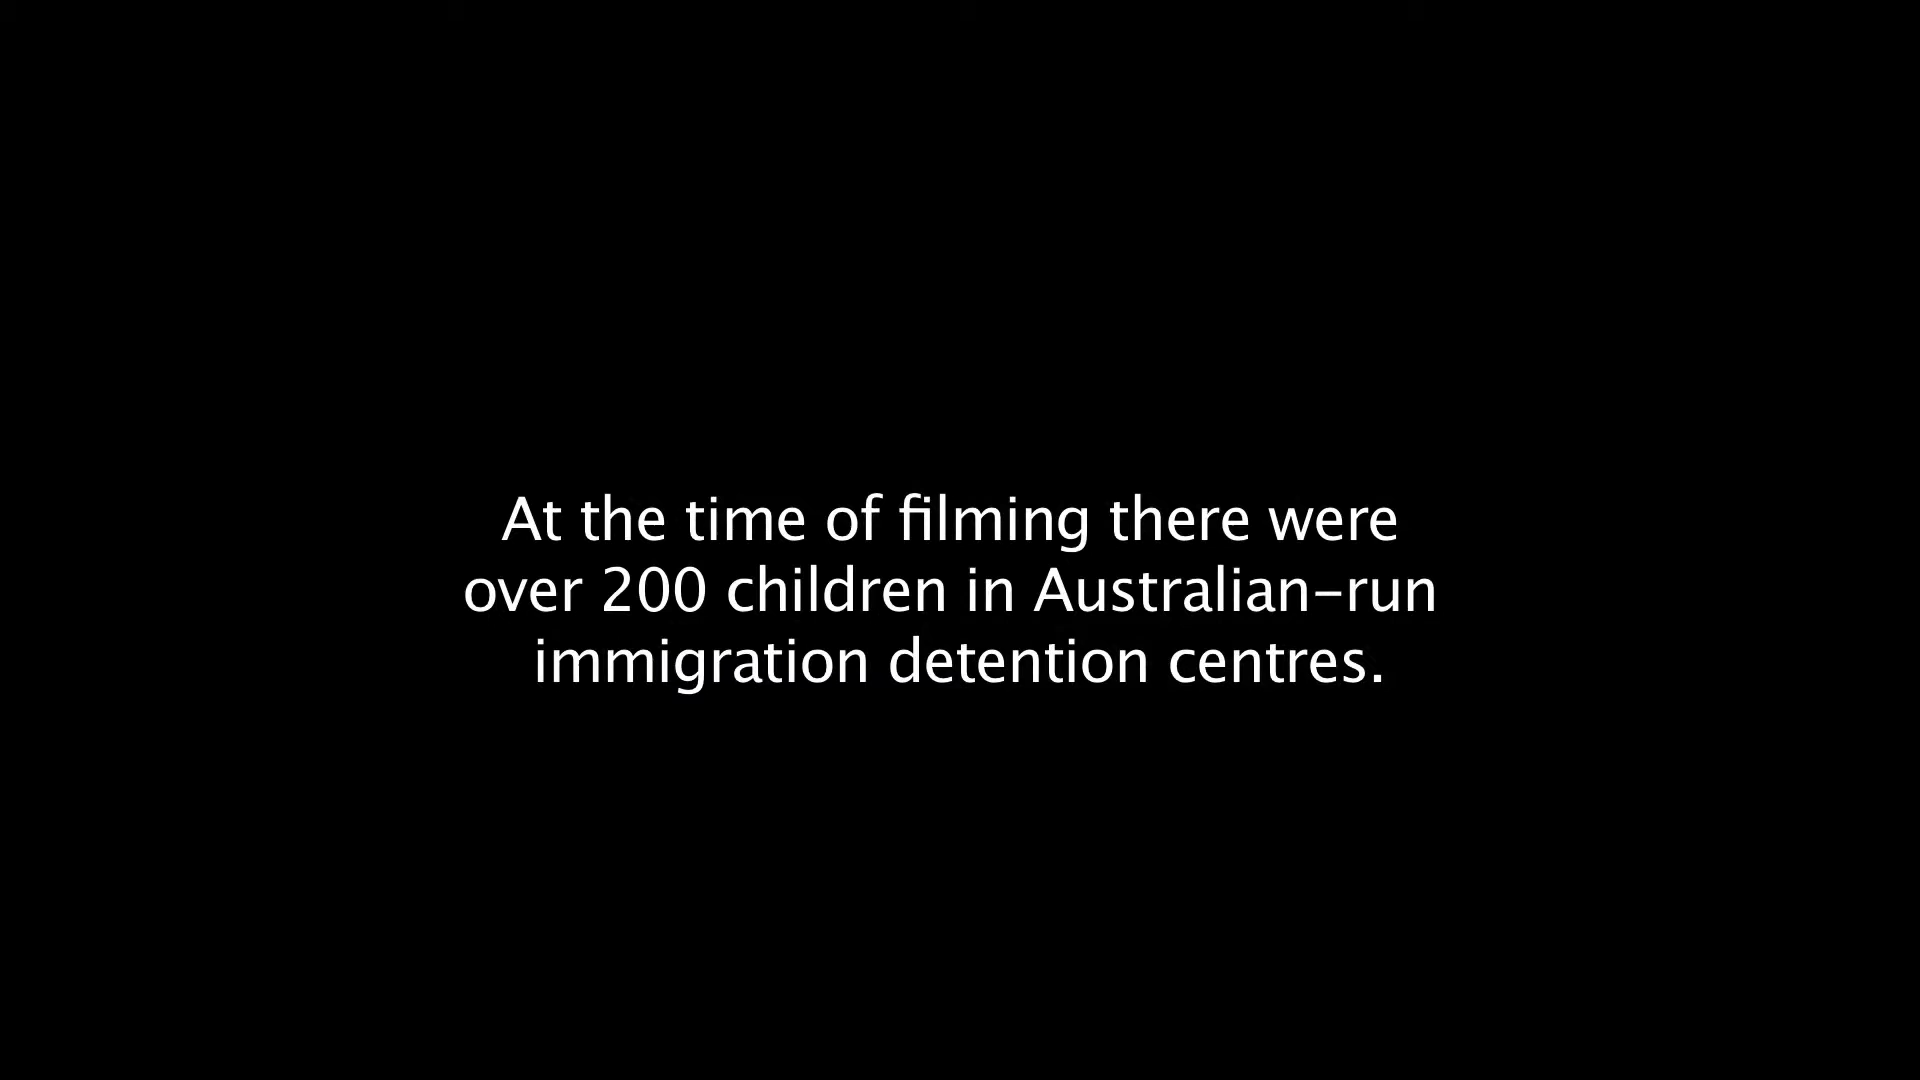 At the time of filming there were
over 200 children in Australian-run
immigration detention centres.